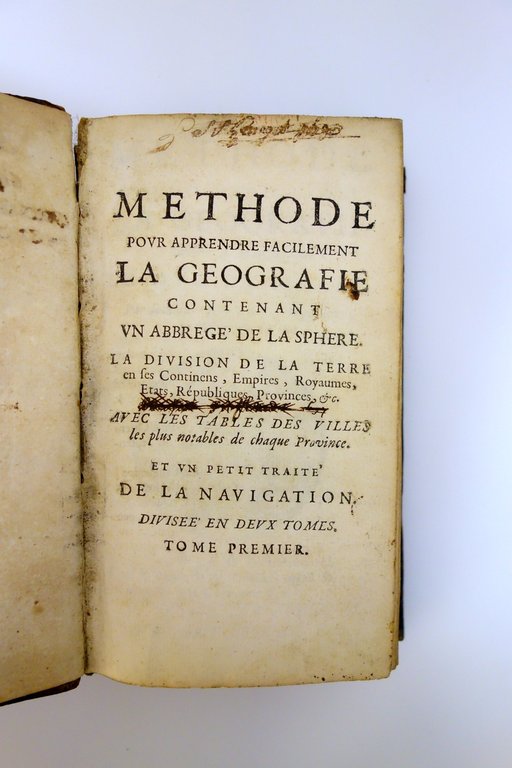 METHODE
POVR APPRENDRE FACILEMENT
LA GEOGRAFIE
CONTENANT
VN ABBREGE' DE LA SPHERE.
LA DIVISION DE LA TERRE
en ses Continens, Empires, Royaumes,
Etats, Républiques, Provinces, &c.
AVEC LES TABLES DES VILLES
les plus notables de chaque Province.
ET VN PETIT TRAITE'
DE LA NAVIGATION.
DIVISEE' EN DEVX TOMES.
TOME PREMIER.